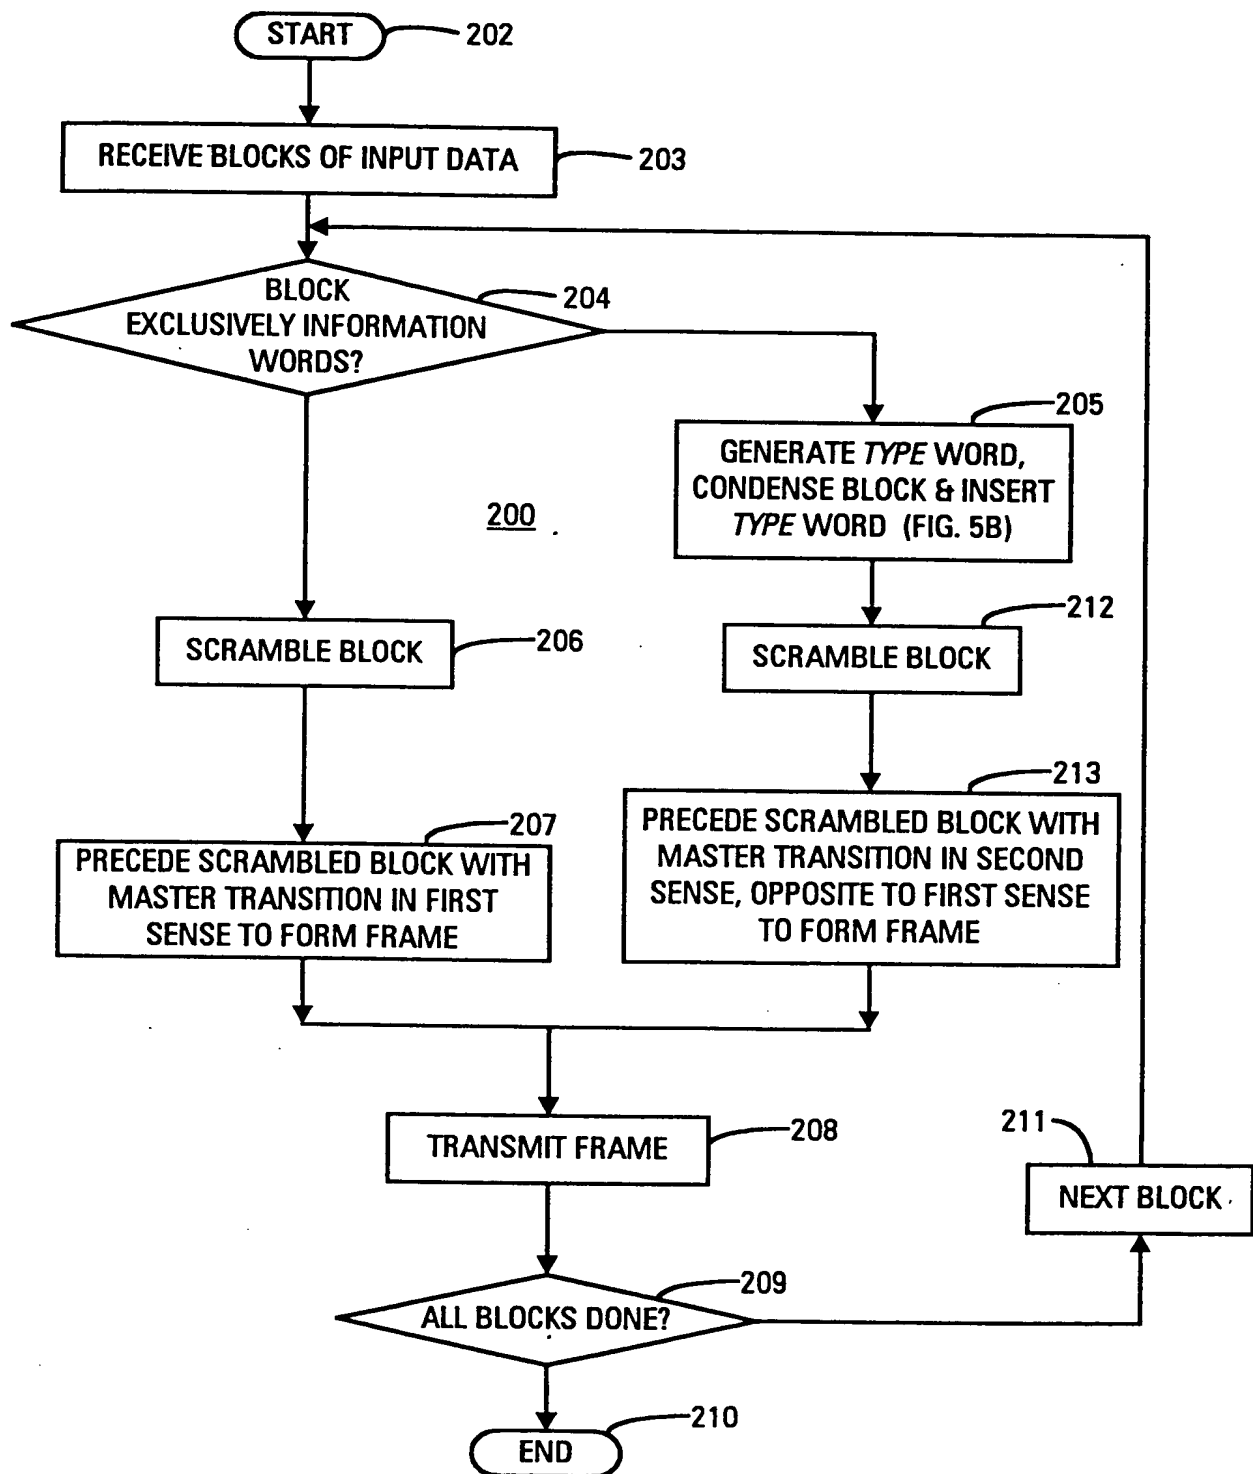 START
202
RECEIVE BLOCKS OF INPUT DATA
203
BLOCK
EXCLUSIVELY INFORMATION
WORDS?
204
205
GENERATE TYPE WORD,
CONDENSE BLOCK & INSERT
TYPE WORD (FIG. 5B)
200
SCRAMBLE BLOCK
206
212
SCRAMBLE BLOCK
207
PRECEDE SCRAMBLED BLOCK WITH
MASTER TRANSITION IN FIRST
SENSE TO FORM FRAME
213
PRECEDE SCRAMBLED BLOCK WITH
MASTER TRANSITION IN SECOND
SENSE, OPPOSITE TO FIRST SENSE
TO FORM FRAME
TRANSMIT FRAME
208
211
NEXT BLOCK
209
ALL BLOCKS DONE?
210
END